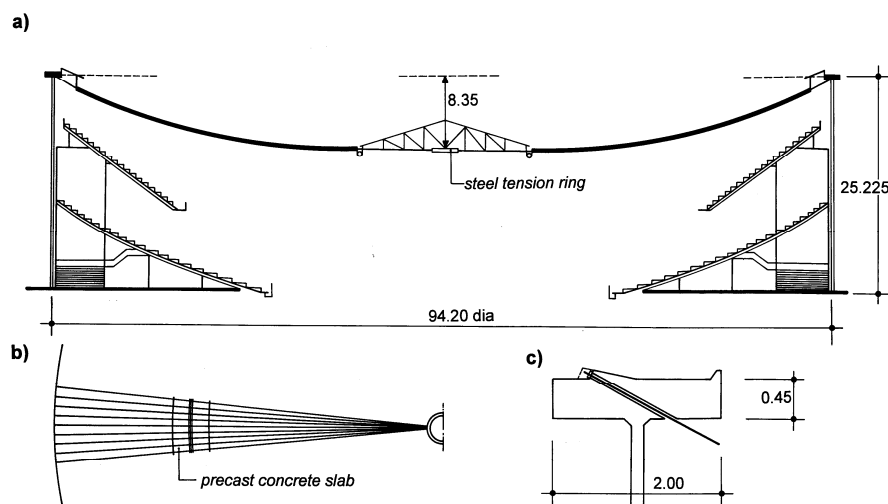 a)
8.35
steel tension ring
25.225
94.20 dia
b)
c)
0.45
precast concrete slab
2.00